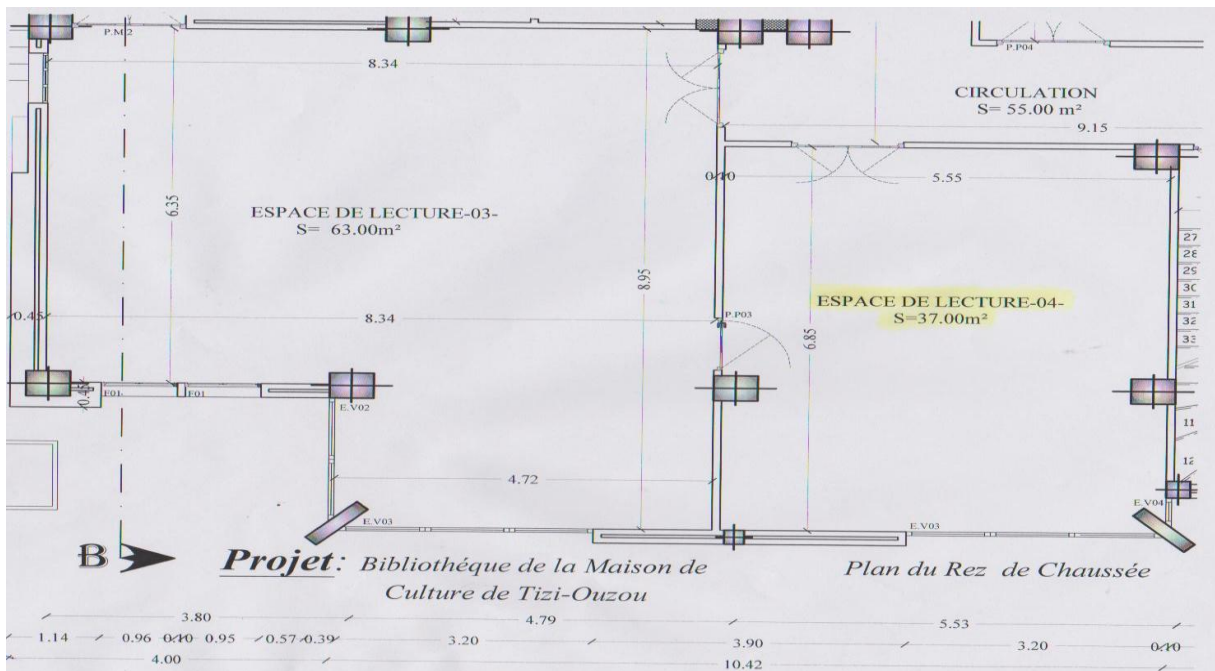 P.M 2
8.34
P.P04
CIRCULATION
S= 55.00 m²
9.15
0.10
5.55
6.35
ESPACE DE LECTURE-03-
S= 63.00m²
8.95
27
28
29
30
31
32
33
ESPACE DE LECTURE-04-
S=37.00m²
0.45
8.34
P.P03
6.85
0.45
F01
F01
E.V02
11
12
4.72
E.V03
E.V03
E.V04
B
Projet: Bibliothéque de la Maison de
Culture de Tizi-Ouzou
Plan du Rez de Chaussée
3.80
4.79
5.53
1.14
0.96
0.10
0.95
0.57
0.39
3.20
3.90
3.20
0.10
4.00
10.42